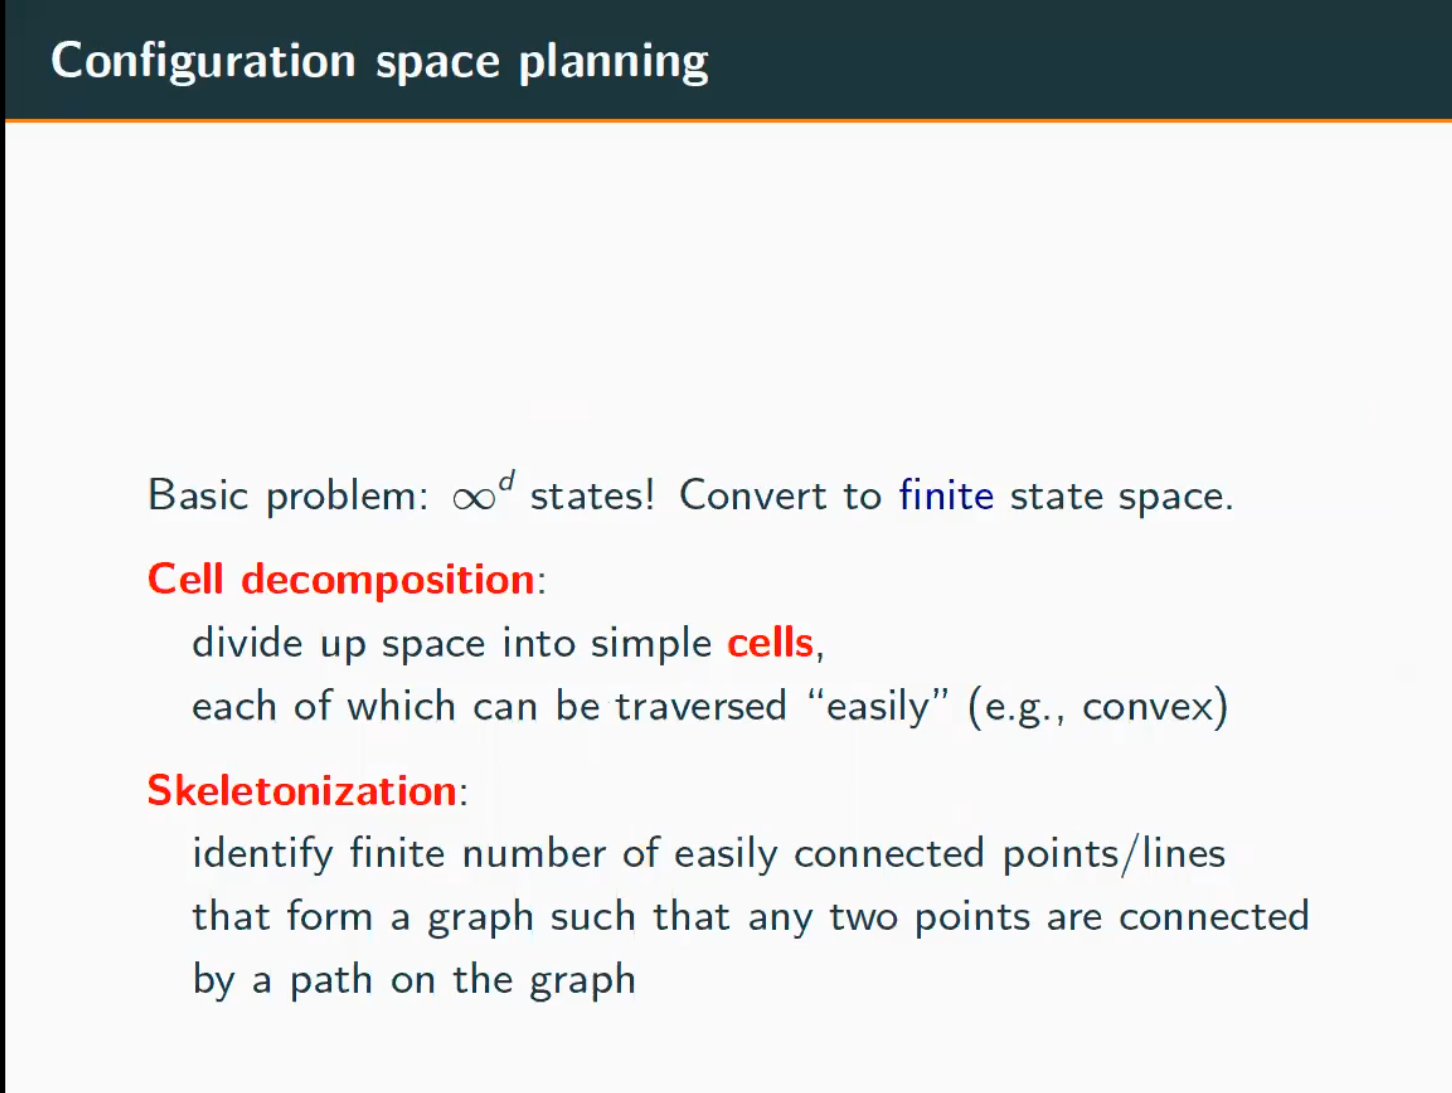 Configuration space planning
Basic problem: ∞^d states! Convert to finite state space.
Cell decomposition:
divide up space into simple cells,
each of which can be traversed “easily” (e.g., convex)
Skeletonization:
identify finite number of easily connected points/lines
that form a graph such that any two points are connected
by a path on the graph